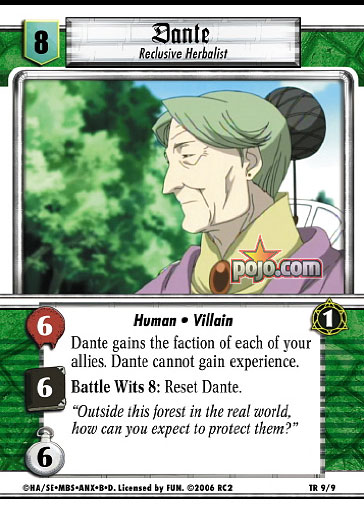 8
Dante
Reclusive Herbalist
pojo.com
Human • Villain
1
6
Dante gains the faction of each of your
allies. Dante cannot gain experience.
6
Battle Wits 8: Reset Dante.
“Outside this forest in the real world,
how can you expect to protect them?”
6
©HA/SE•MBS•ANX•B•D. Licensed by FUN. ©2006 RC2
TR 9/9